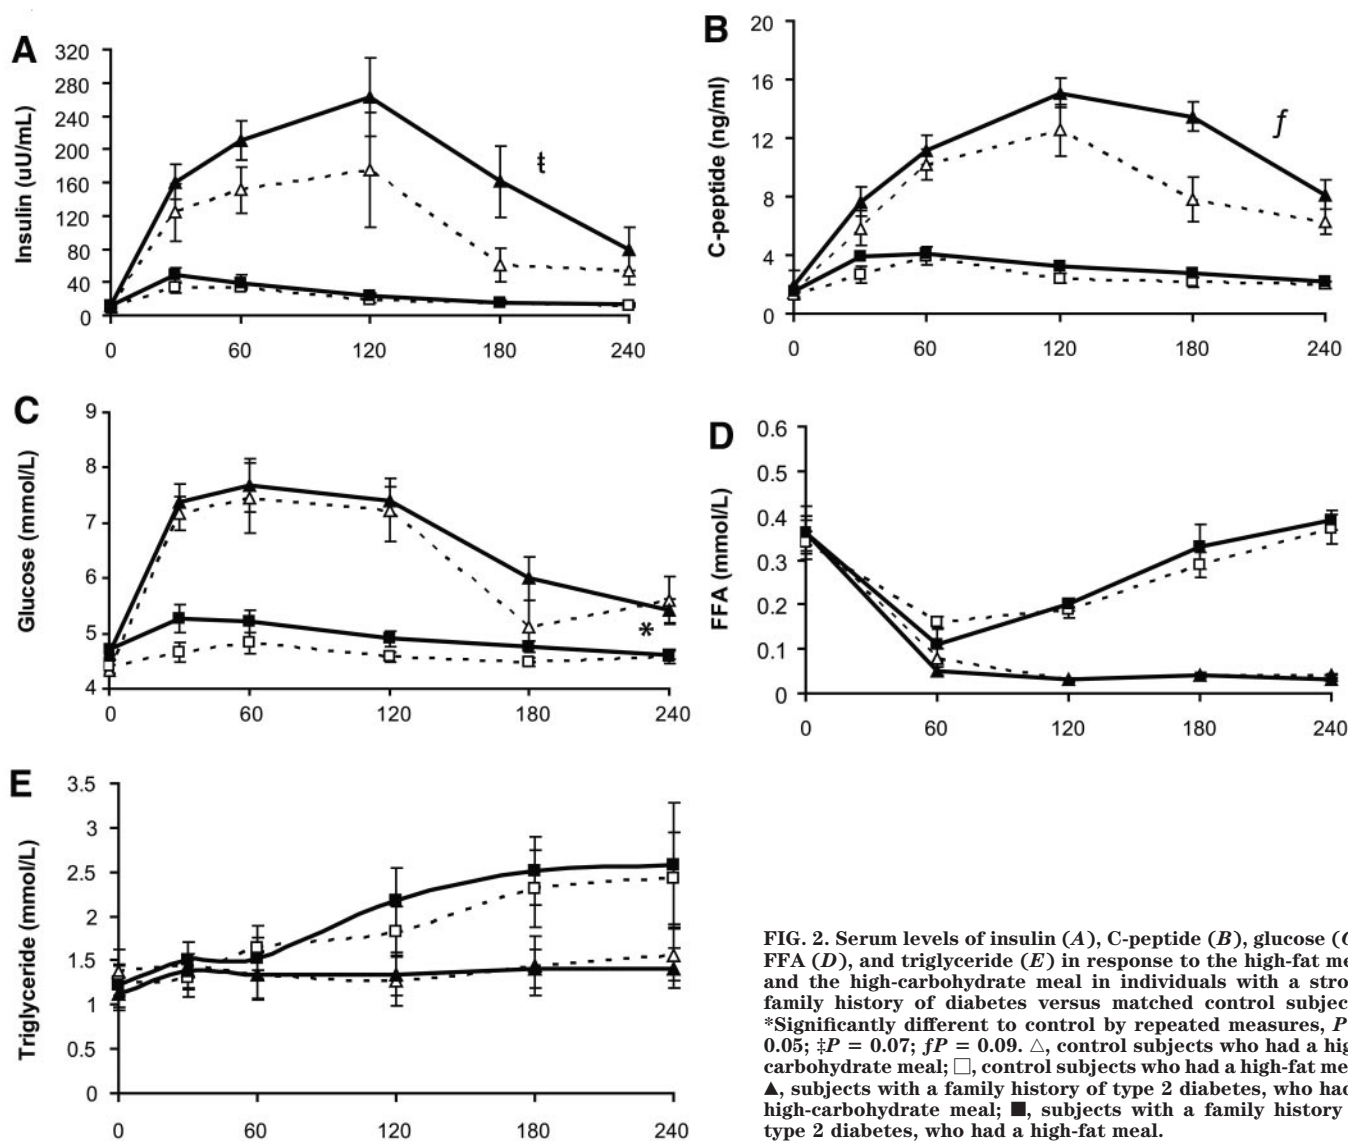 A
Insulin (uU/mL)
320
280
240
200
160
120
80
40
0
‡
0 60 120 180 240
B
C-peptide (ng/ml)
20
16
12
8
4
0
ƒ
0 60 120 180 240
C
Glucose (mmol/L)
9
8
7
6
5
4
*
0 60 120 180 240
D
FFA (mmol/L)
0.6
0.5
0.4
0.3
0.2
0.1
0
0 60 120 180 240
E
Triglyceride (mmol/L)
3.5
3
2.5
2
1.5
1
0.5
0
0 60 120 180 240
FIG. 2. Serum levels of insulin (A), C-peptide (B), glucose (C
FFA (D), and triglyceride (E) in response to the high-fat me
and the high-carbohydrate meal in individuals with a stro
family history of diabetes versus matched control subjec
*Significantly different to control by repeated measures, P
0.05; ‡P = 0.07; ƒP = 0.09. △, control subjects who had a hig
carbohydrate meal; □, control subjects who had a high-fat me
▲, subjects with a family history of type 2 diabetes, who had
high-carbohydrate meal; ■, subjects with a family history
type 2 diabetes, who had a high-fat meal.